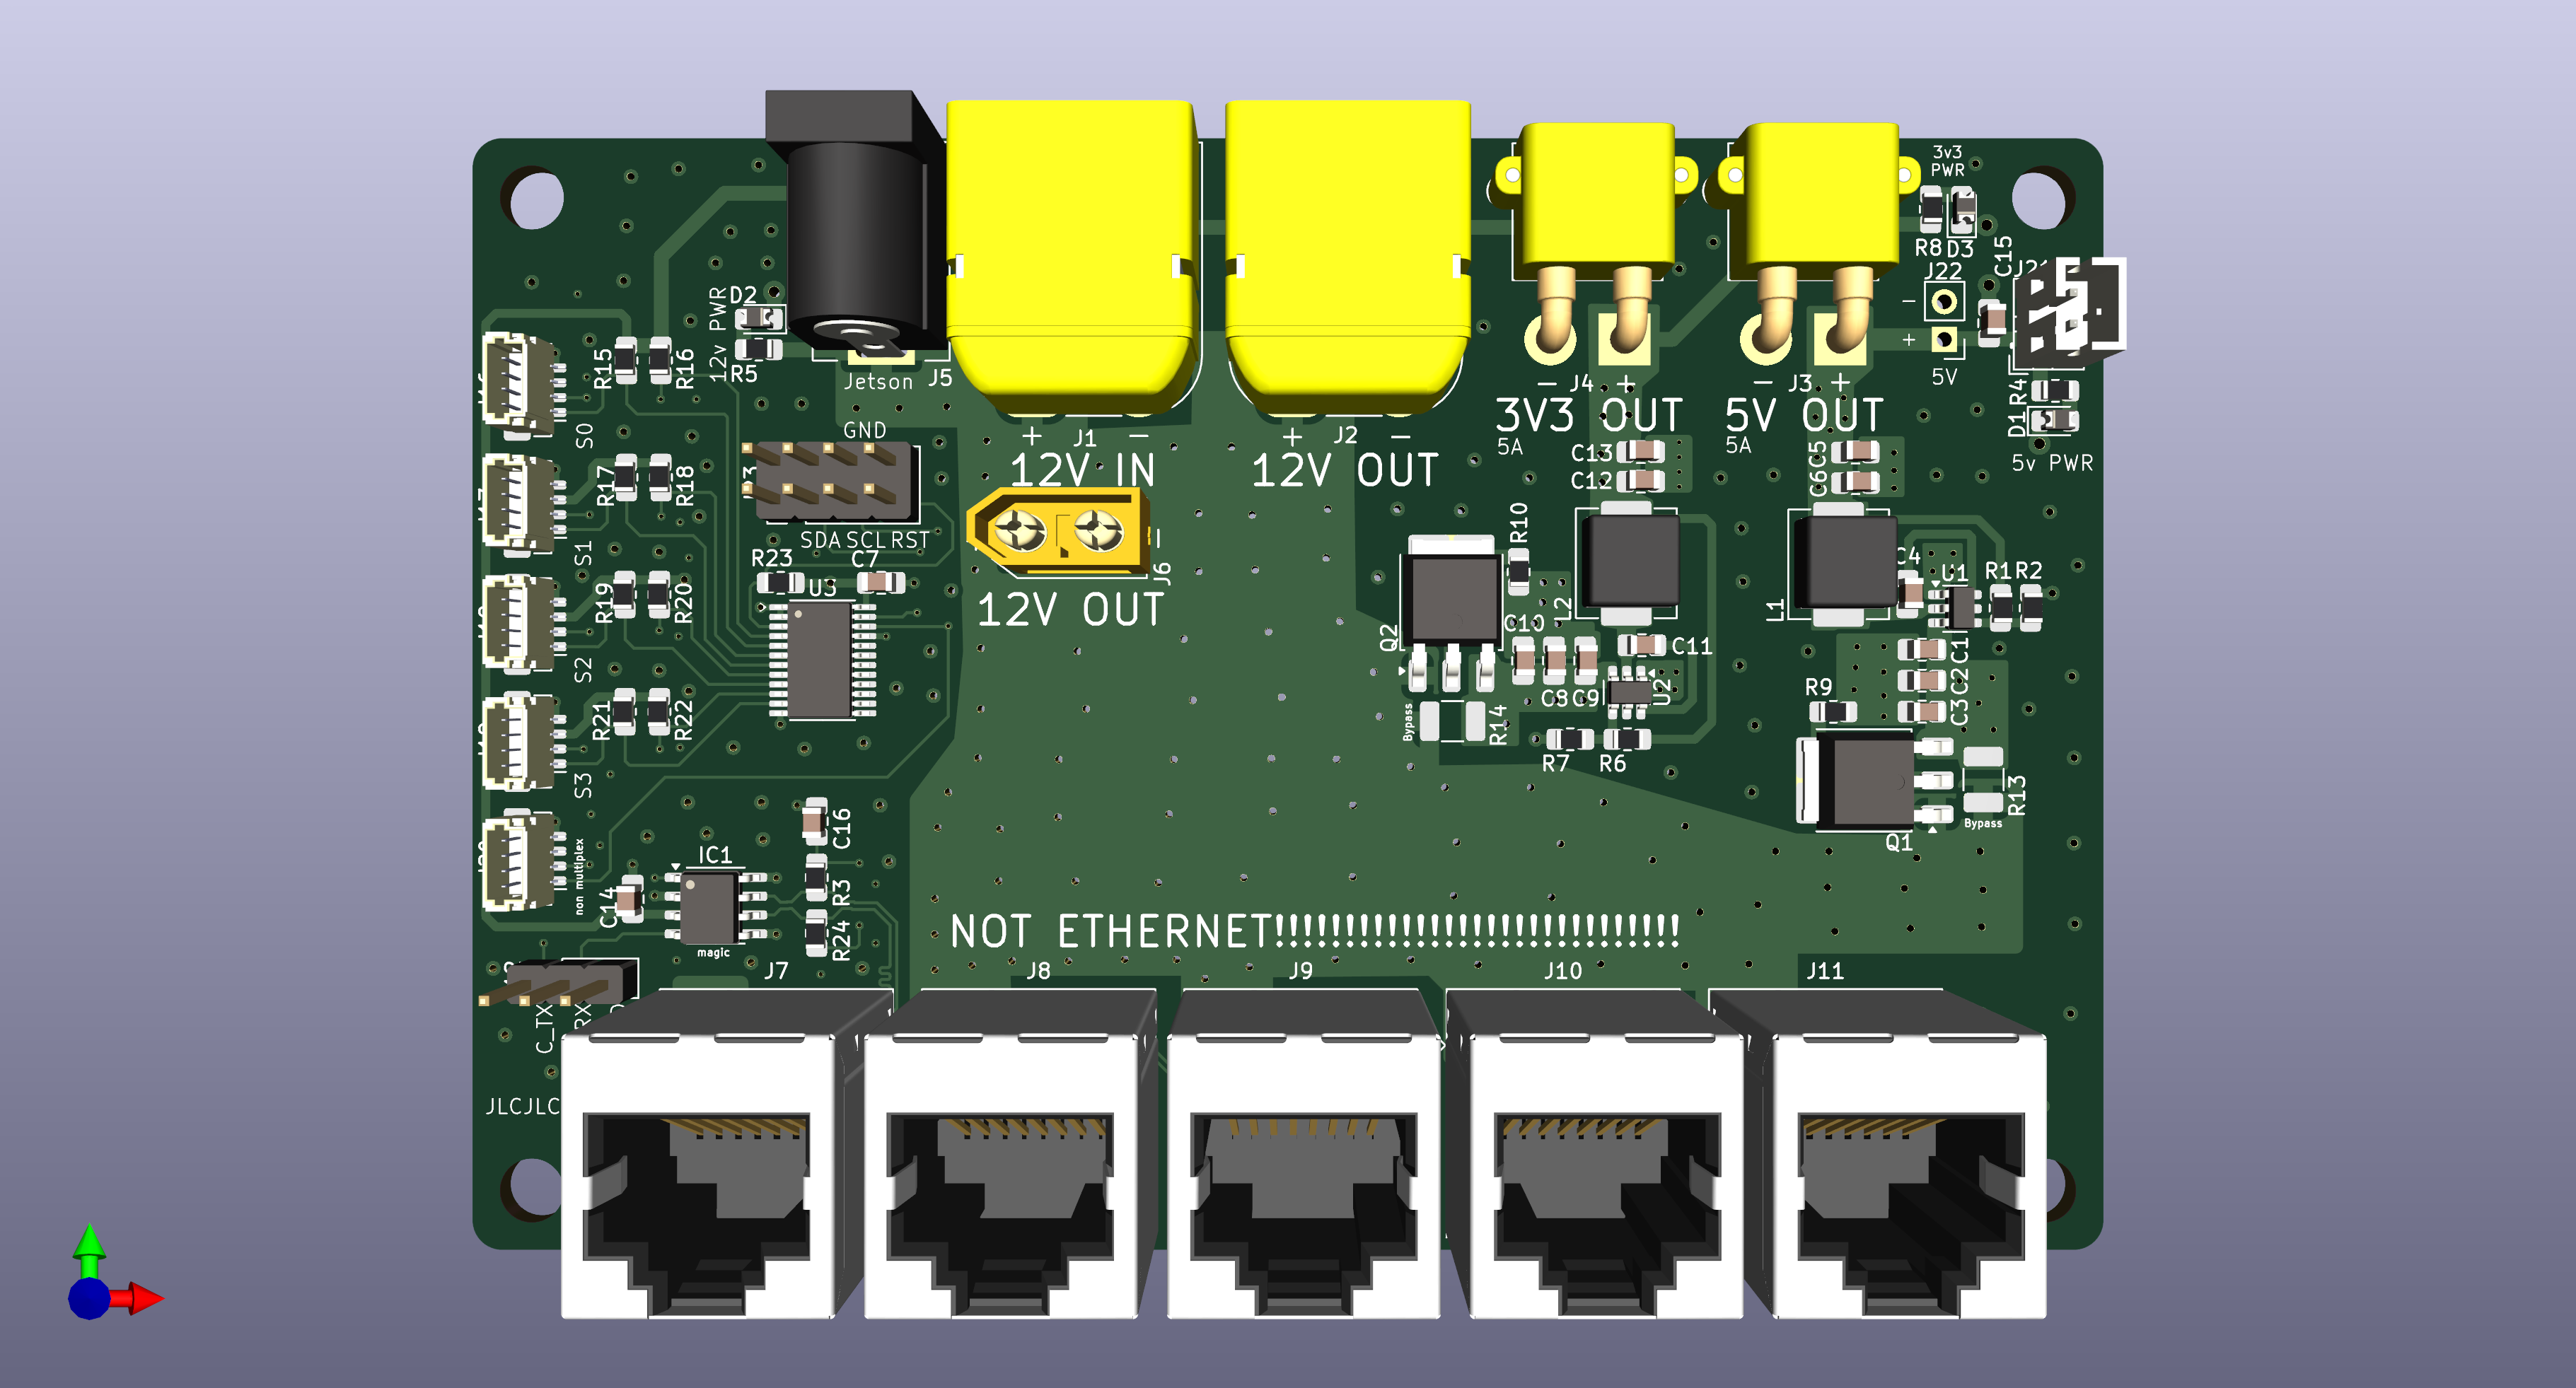 3v3
PWR
R8 D3
C15
J22
−
+
5V
D2
12v PWR
R5
Jetson
J5
R15
R16
S0
− J4 +
3V3 OUT
5A
− J3 +
5V OUT
5A
R4
D1
5v PWR
GND
+ J1 −
12V IN
+ J2 −
12V OUT
C13
C12
C5
C6
R17
R18
S1
SDA SCL RST
R23
C7
U3
J6
−
12V OUT
R10
L2
L1
C4
U1
R1 R2
R19
R20
S2
Q2
C10
C11
C8 C9
U2
C1
C2
C3
R9
R21
R22
S3
Bypass
R14
R7
R6
R13
Bypass
Q1
C16
IC1
non multiplex
C14
R3
R24
magic
NOT ETHERNET!!!!!!!!!!!!!!!!!!!!!!!!!!!!!
J7
J8
J9
J10
J11
C_TX
RX
JLCJLC